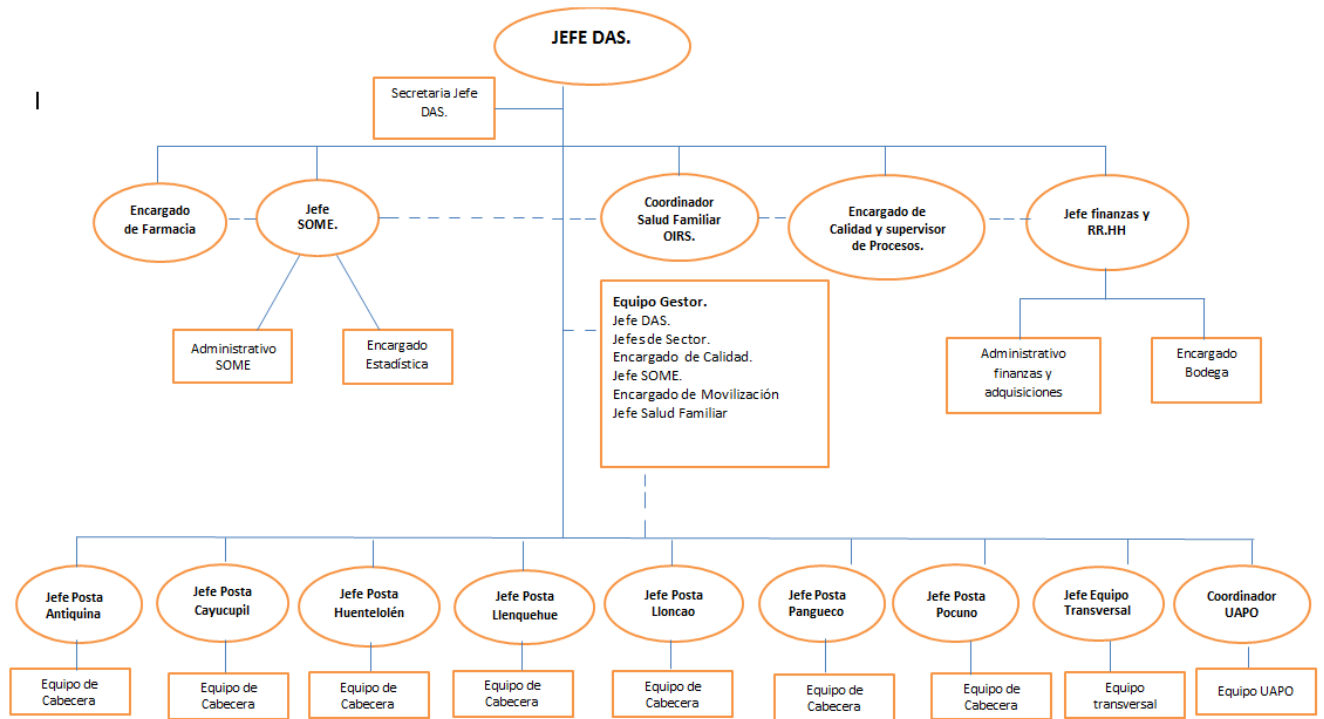 JEFE DAS.
Secretaria Jefe
DAS.
Encargado
de Farmacia
Jefe
SOME.
Coordinador
Salud Familiar
OIRS.
Encargado de
Calidad y supervisor
de Procesos.
Jefe finanzas y
RR.HH
Administrativo
SOME
Encargado
Estadística
Equipo Gestor.
Jefe DAS.
Jefes de Sector.
Encargado de Calidad.
Jefe SOME.
Encargado de Movilización
Jefe Salud Familiar
Administrativo
finanzas y
adquisiciones
Encargado
Bodega
Jefe Posta
Antiquina
Jefe Posta
Cayucupil
Jefe Posta
Huentelolén
Jefe Posta
Llenquehue
Jefe Posta
Lloncao
Jefe Posta
Pangueco
Jefe Posta
Pocuno
Jefe Equipo
Transversal
Coordinador
UAPO
Equipo de
Cabecera
Equipo de
Cabecera
Equipo de
Cabecera
Equipo de
Cabecera
Equipo de
Cabecera
Equipo de
Cabecera
Equipo de
Cabecera
Equipo
transversal
Equipo UAPO